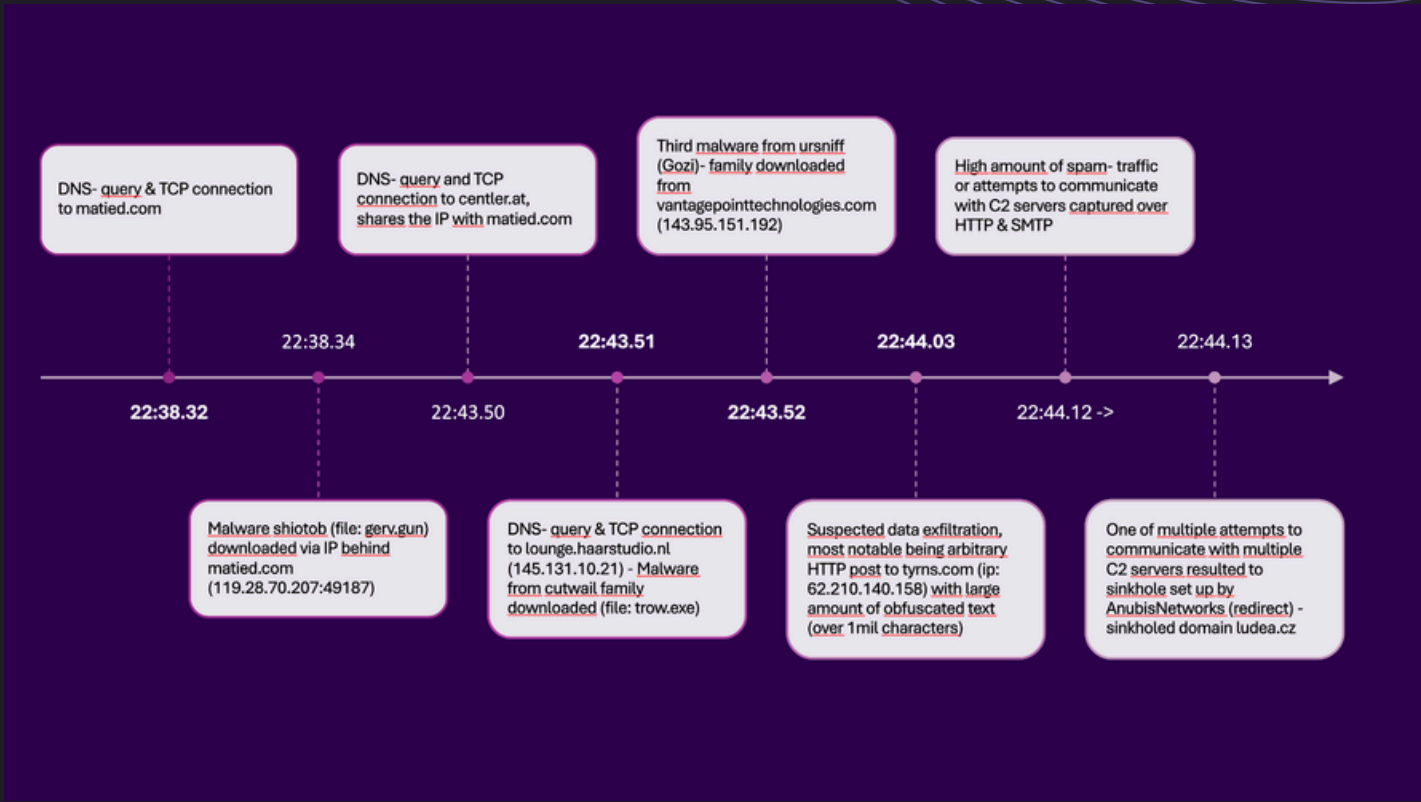 DNS- query & TCP connection
to matied.com
DNS- query and TCP
connection to centler.at,
shares the IP with matied.com
Third malware from ursniff
(Gozi)- family downloaded
from
vantagepointtechnologies.com
(143.95.151.192)
High amount of spam- traffic
or attempts to communicate
with C2 servers captured over
HTTP & SMTP
22:38.34
22:43.51
22:44.03
22:44.13
22:38.32
22:43.50
22:43.52
22:44.12 ->
Malware shiotob (file: gerv.gun)
downloaded via IP behind
matied.com
(119.28.70.207:49187)
DNS- query & TCP connection
to lounge.haarstudio.nl
(145.131.10.21) - Malware
from cutwail family
downloaded (file: trow.exe)
Suspected data exfiltration,
most notable being arbitrary
HTTP post to tyrns.com (ip:
62.210.140.158) with large
amount of obfuscated text
(over 1mil characters)
One of multiple attempts to
communicate with multiple
C2 servers resulted to
sinkhole set up by
AnubisNetworks (redirect) -
sinkholed domain ludea.cz